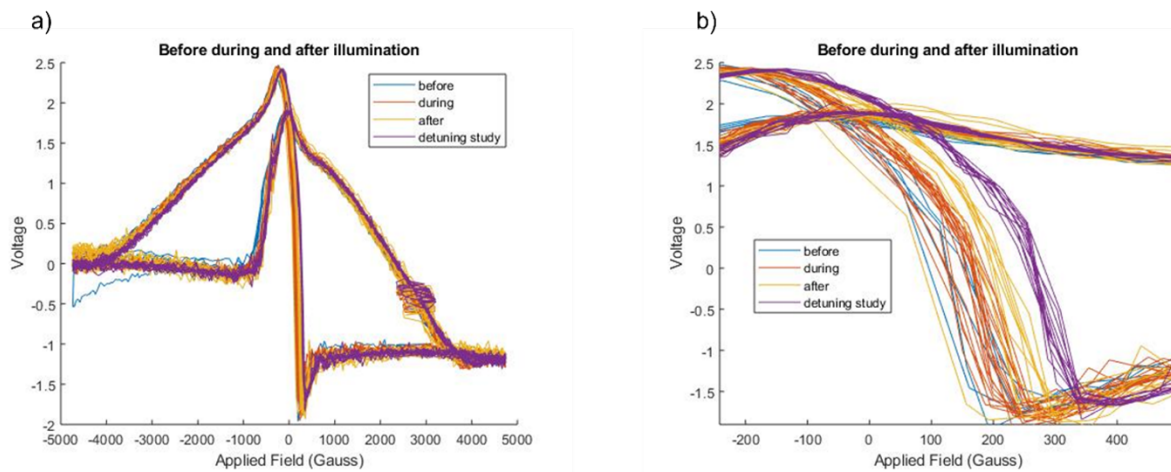 a)
Before during and after illumination
2.5
2
1.5
1
0.5
0
-0.5
-1
-1.5
-2
Voltage
before
during
after
detuning study
-5000 -4000 -3000 -2000 -1000 0 1000 2000 3000 4000 5000
Applied Field (Gauss)
b)
Before during and after illumination
2.5
2
1.5
1
0.5
0
-0.5
-1
-1.5
Voltage
before
during
after
detuning study
-200 -100 0 100 200 300 400
Applied Field (Gauss)